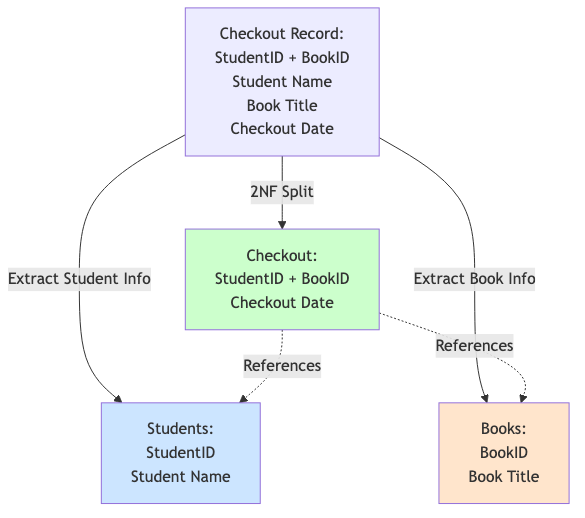 Checkout Record:
StudentID + BookID
Student Name
Book Title
Checkout Date
2NF Split
Extract Student Info
Checkout:
StudentID + BookID
Checkout Date
Extract Book Info
References
References
Students:
StudentID
Student Name
Books:
BookID
Book Title